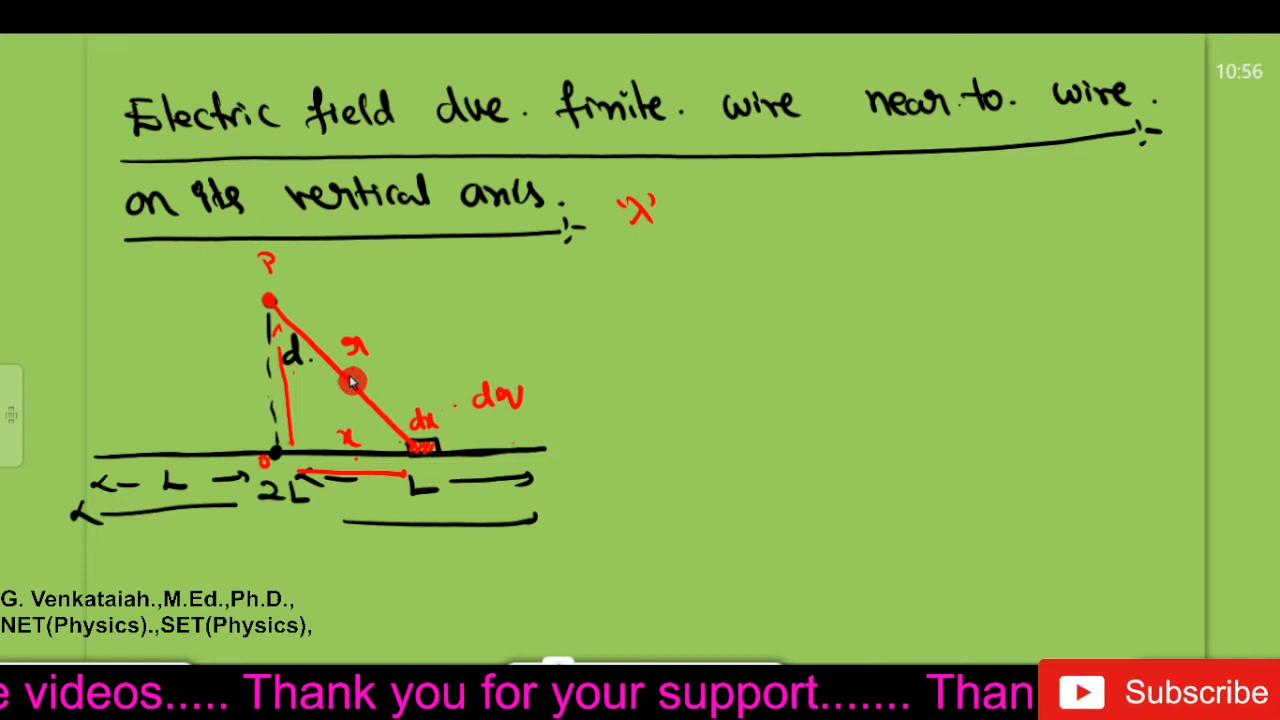 10:56
Electric field due. finite. wire near to. wire.
on its vertical axis. 'λ'
P
d.
r
dx . dq
x
O
L 2L L
G. Venkataiah.,M.Ed.,Ph.D.,
NET(Physics).,SET(Physics),
e videos..... Thank you for your support....... Than
Subscribe